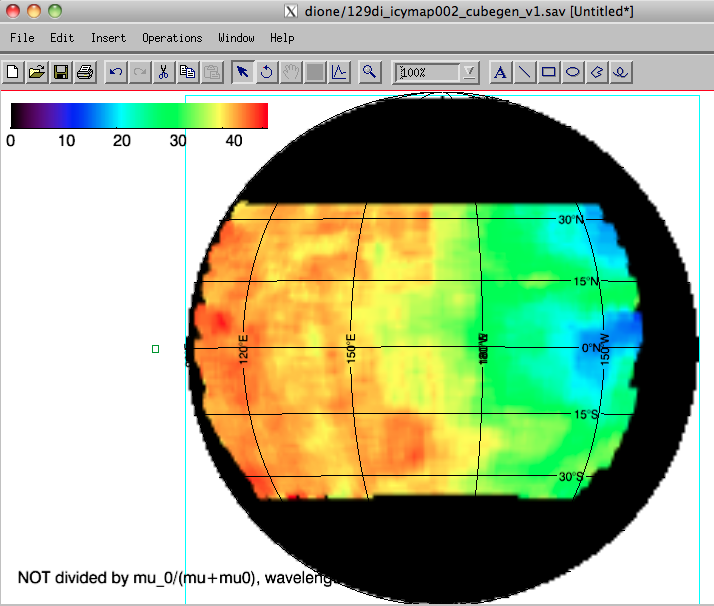 dione/129di_icymap002_cubegen_v1.sav [Untitled*]
File Edit Insert Operations Window Help
100%
A
0 10 20 30 40
30°N
15°N
120°E 150°E 180°W 0°N 150°W
15°S
30°S
NOT divided by mu_0/(mu+mu0), waveleng